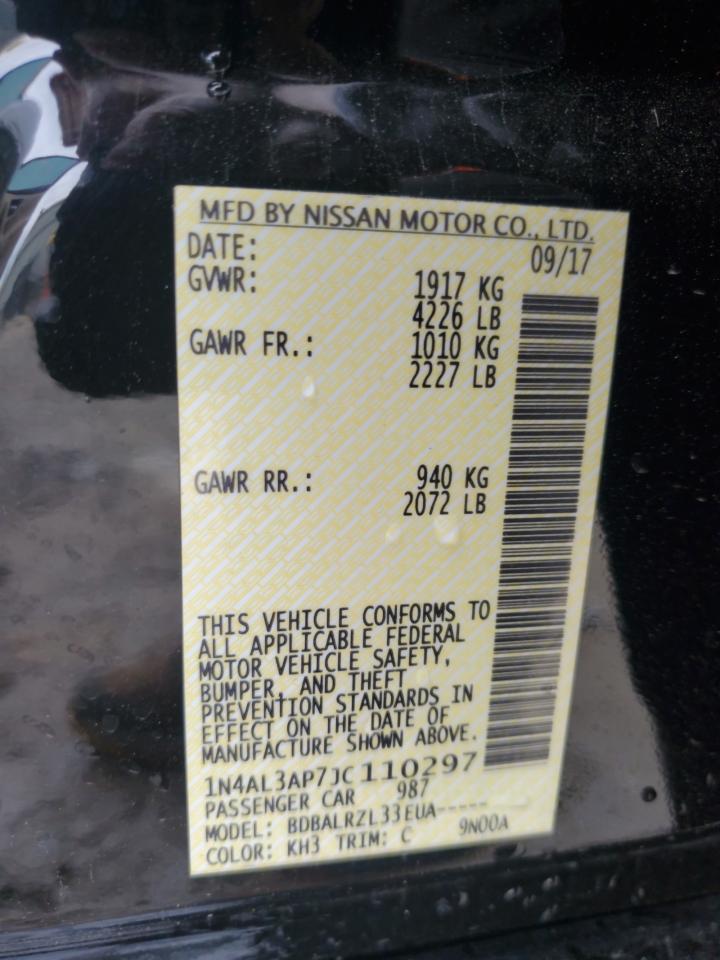 MFD BY NISSAN MOTOR CO., LTD.
DATE: 09/17
GVWR: 1917 KG
4226 LB
GAWR FR.: 1010 KG
2227 LB
GAWR RR.: 940 KG
2072 LB
THIS VEHICLE CONFORMS TO
ALL APPLICABLE FEDERAL
MOTOR VEHICLE SAFETY,
BUMPER, AND THEFT
PREVENTION STANDARDS IN
EFFECT ON THE DATE OF
MANUFACTURE SHOWN ABOVE.
1N4AL3AP7JC110297
PASSENGER CAR 987
MODEL: BDBALRZL33EUA-----
COLOR: KH3 TRIM: C 9N00A